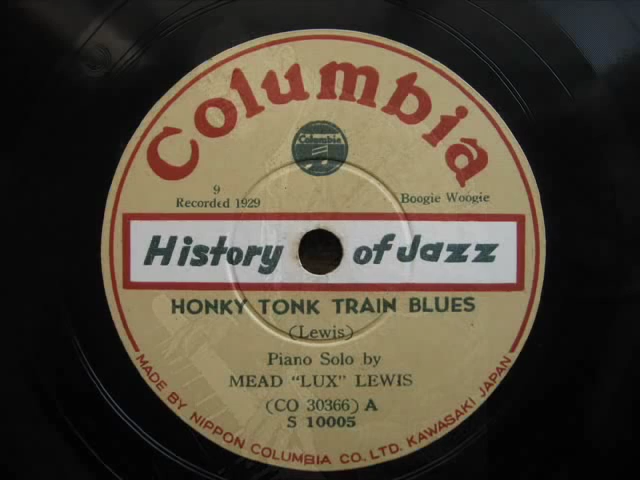 Columbia
Columbia
9
Recorded 1929
Boogie Woogie
History of Jazz
HONKY TONK TRAIN BLUES
(Lewis)
Piano Solo by
MEAD "LUX" LEWIS
(CO 30366) A
S 10005
MADE BY NIPPON COLUMBIA CO., LTD. KAWASAKI JAPAN